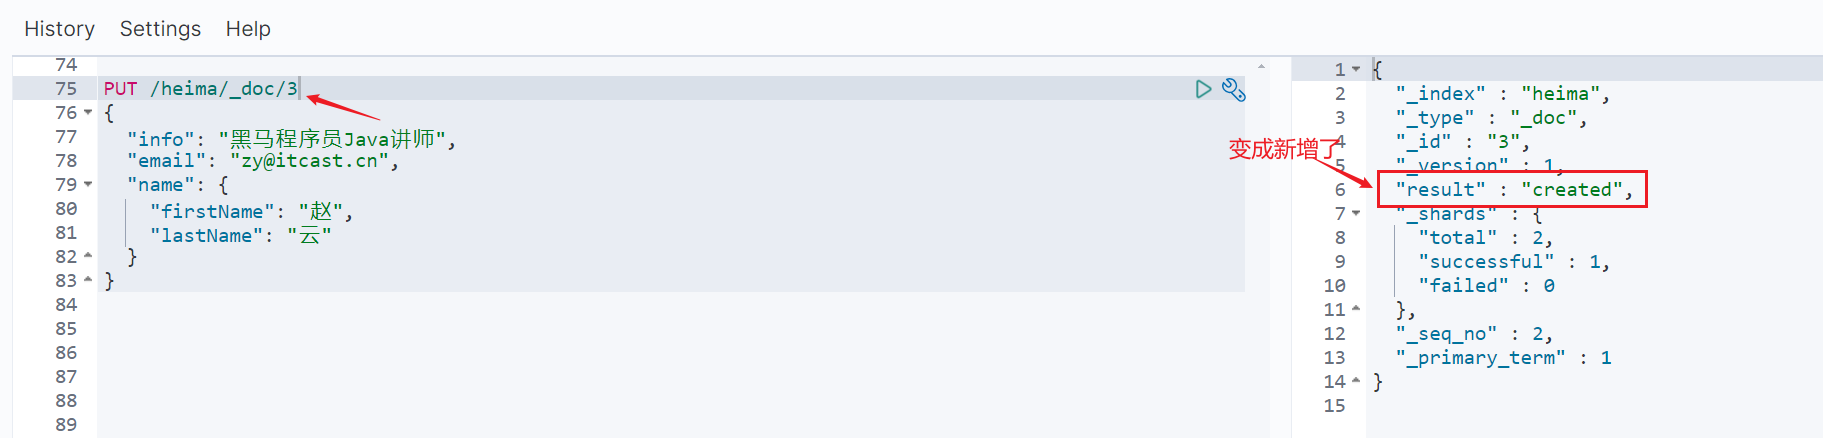 History Settings Help
74
75 PUT /heima/_doc/3
76 {
77 "info": "黑马程序员Java讲师",
78 "email": "zy@itcast.cn",
79 "name": {
80 "firstName": "赵",
81 "lastName": "云"
82 }
83 }
84
85
86
87
88
89
1 {
2 "_index" : "heima",
3 "_type" : "_doc",
4 "_id" : "3",
变成新增了
5 "_version" : 1,
6 "result" : "created",
7 "_shards" : {
8 "total" : 2,
9 "successful" : 1,
10 "failed" : 0
11 },
12 "_seq_no" : 2,
13 "_primary_term" : 1
14 }
15